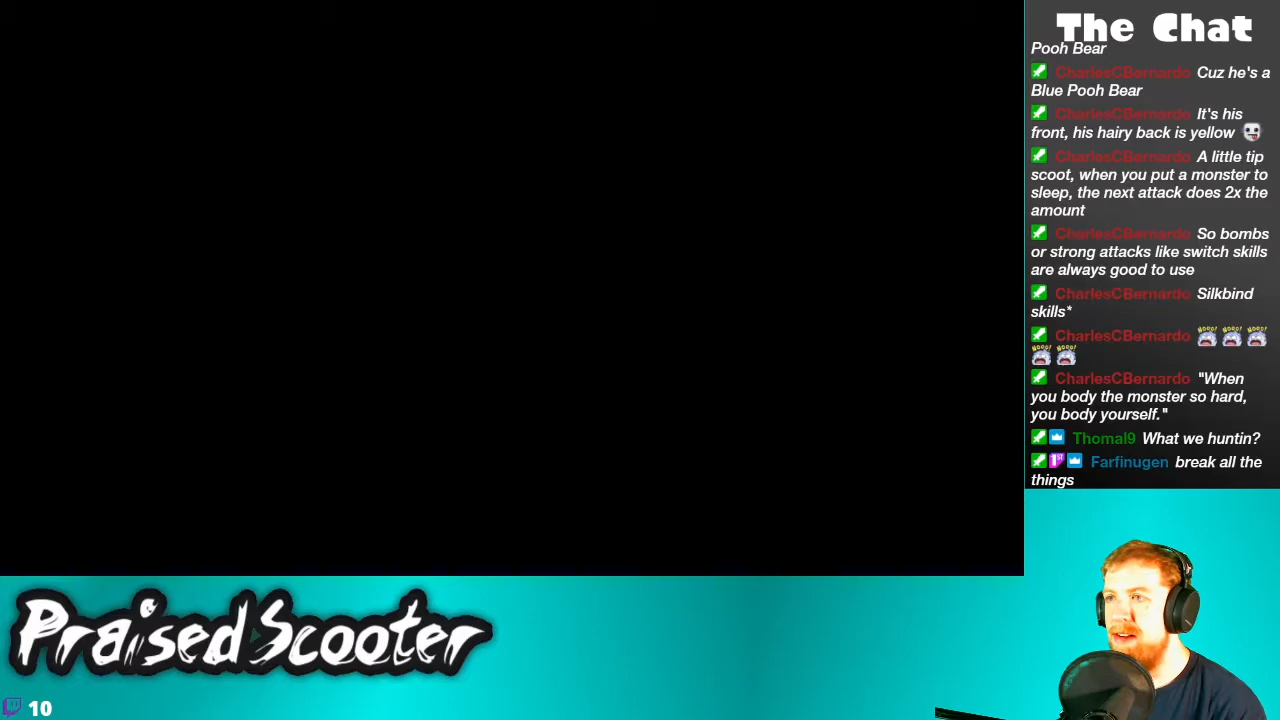 The Chat
Pooh Bear
CharlesCBernardo Cuz he's a
Blue Pooh Bear
CharlesCBernardo It's his
front, his hairy back is yellow
CharlesCBernardo A little tip
scoot, when you put a monster to
sleep, the next attack does 2x the
amount
CharlesCBernardo So bombs
or strong attacks like switch skills
are always good to use
CharlesCBernardo Silkbind
skills*
CharlesCBernardo
CharlesCBernardo "When
you body the monster so hard,
you body yourself."
Thomal9 What we huntin?
Farfinugen break all the
things
PraisedScooter
10